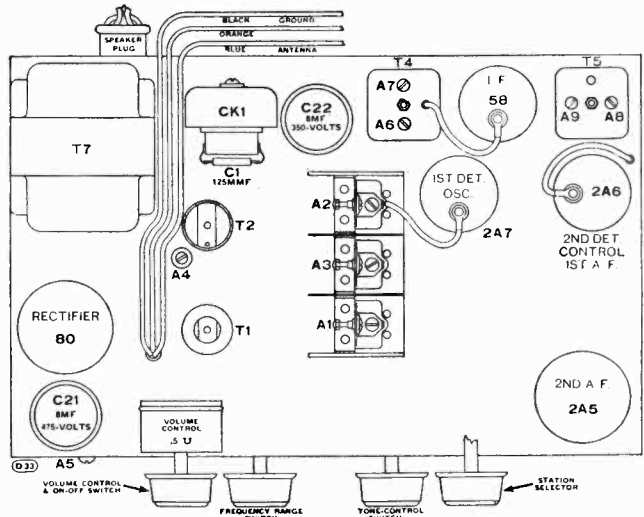 BLACK GROUND
ORANGE
BLUE ANTENNA
SPEAKER
PLUG
T4
T5
A7
A6
I.F.
58
A9
A8
C22
8MF
350-VOLTS
CK1
C1
125MMF
T7
1ST DET.
OSC.
2A7
2A6
2ND DET.
CONTROL
1ST A.F.
A2
A3
A1
T2
A4
T1
RECTIFIER
80
C21
8MF
475-VOLTS
A5
D33
VOLUME
CONTROL
.5 ʊ
2ND A.F.
2A5
VOLUME CONTROL
& ON-OFF SWITCH
FREQUENCY RANGE
SWITCH
TONE-CONTROL
SWITCH
STATION
SELECTOR